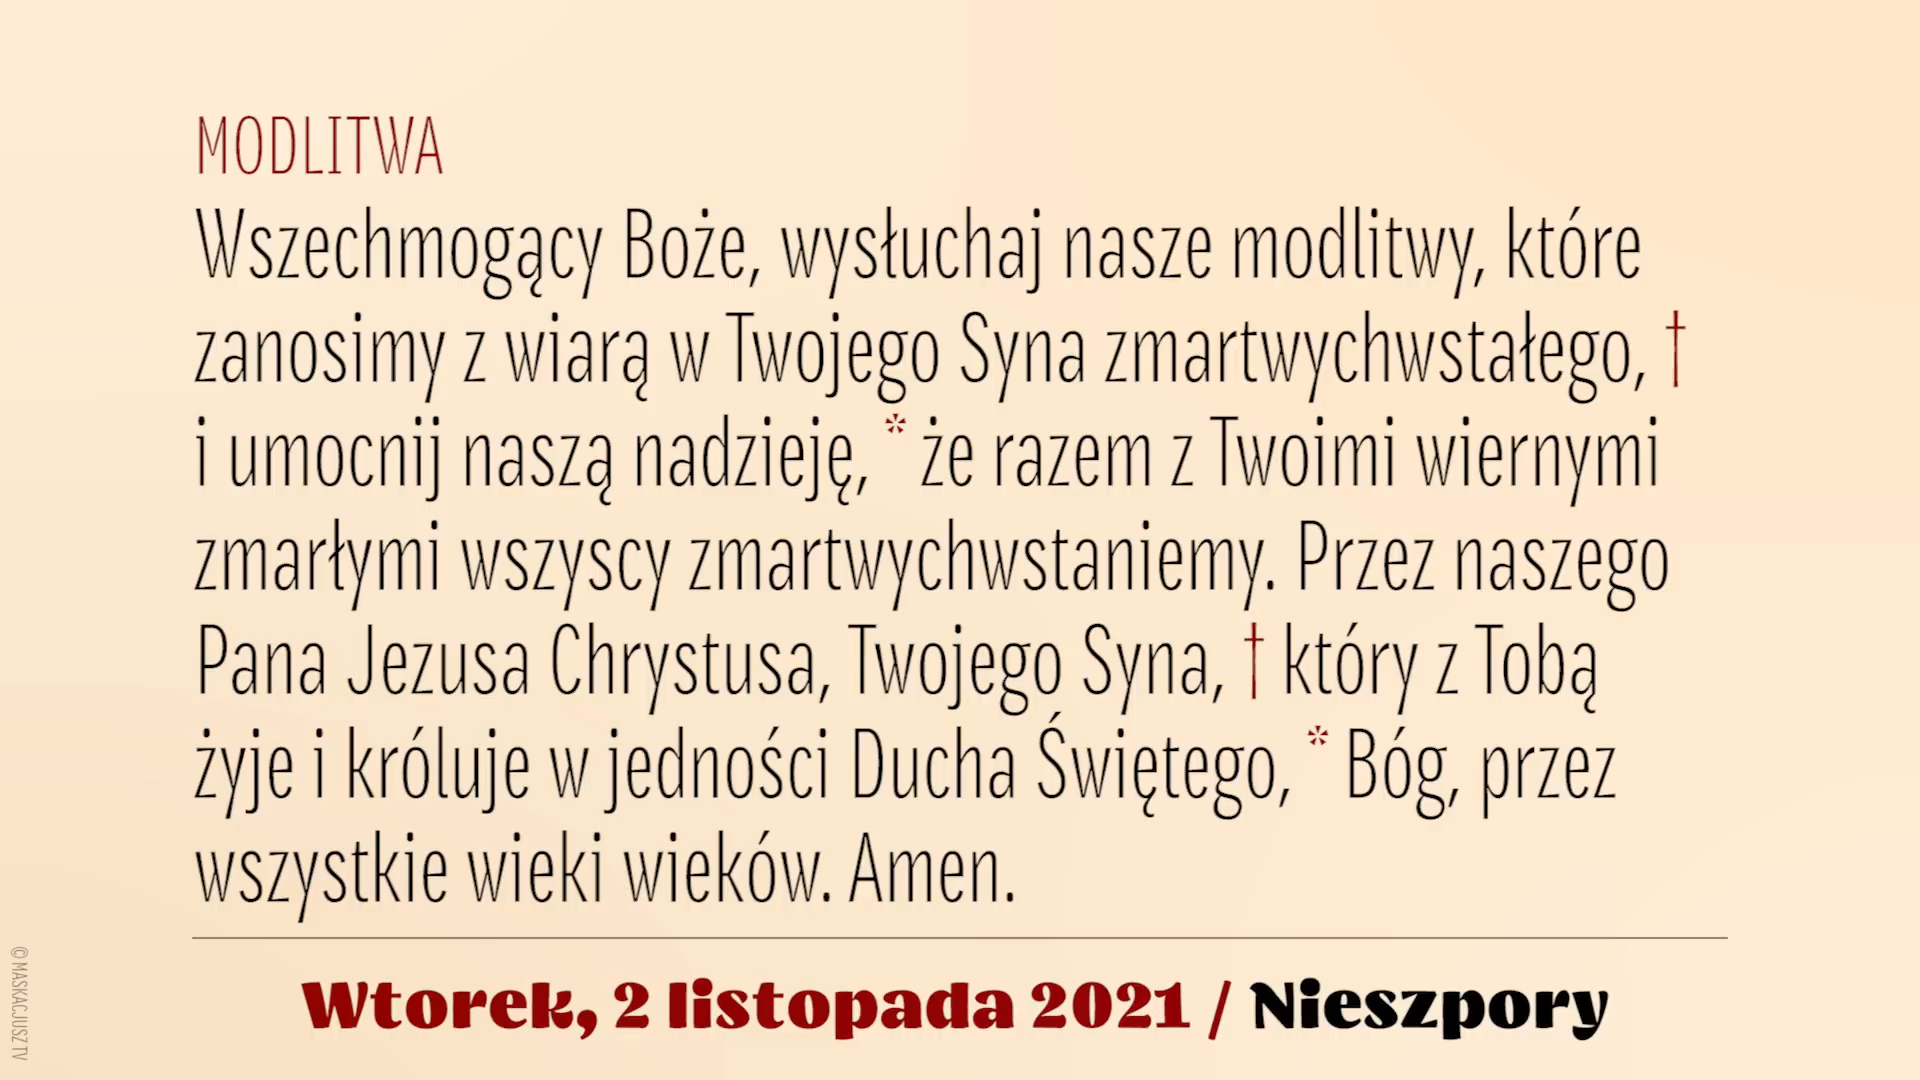 MODLITWA
Wszechmogący Boże, wysłuchaj nasze modlitwy, które
zanosimy z wiarą w Twojego Syna zmartwychwstałego, †
i umocnij naszą nadzieję, * że razem z Twoimi wiernymi
zmarłymi wszyscy zmartwychwstaniemy. Przez naszego
Pana Jezusa Chrystusa, Twojego Syna, † który z Tobą
żyje i króluje w jedności Ducha Świętego, * Bóg, przez
wszystkie wieki wieków. Amen.
Wtorek, 2 listopada 2021 / Nieszpory
© MASKACJUSZ TV